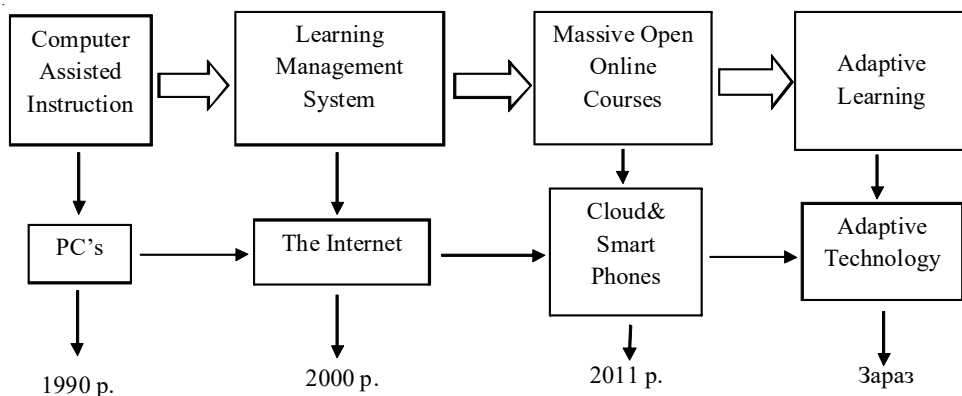 Computer
Assisted
Instruction
Learning
Management
System
Massive Open
Online
Courses
Adaptive
Learning
PC’s
The Internet
Cloud&
Smart
Phones
Adaptive
Technology
1990 р.
2000 р.
2011 р.
Зараз